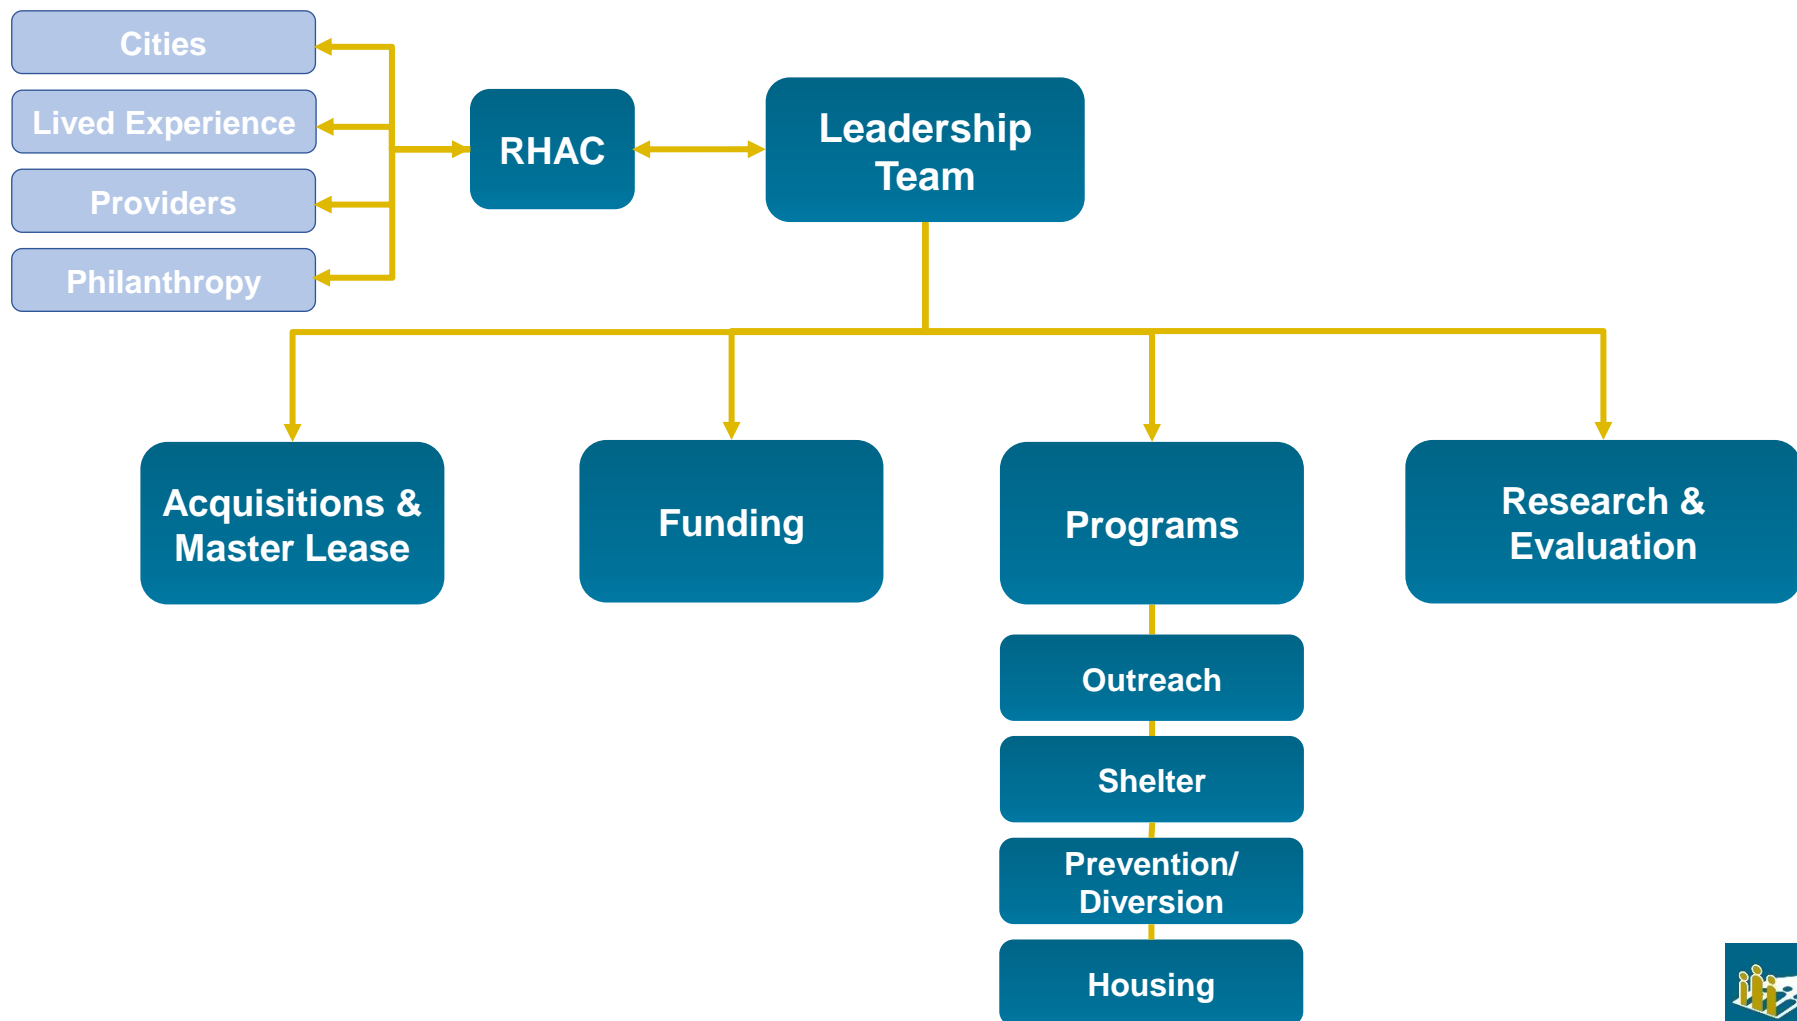 Cities
Lived Experience
Providers
Philanthropy
RHAC
Leadership
Team
Acquisitions &
Master Lease
Funding
Programs
Research &
Evaluation
Outreach
Shelter
Prevention/
Diversion
Housing